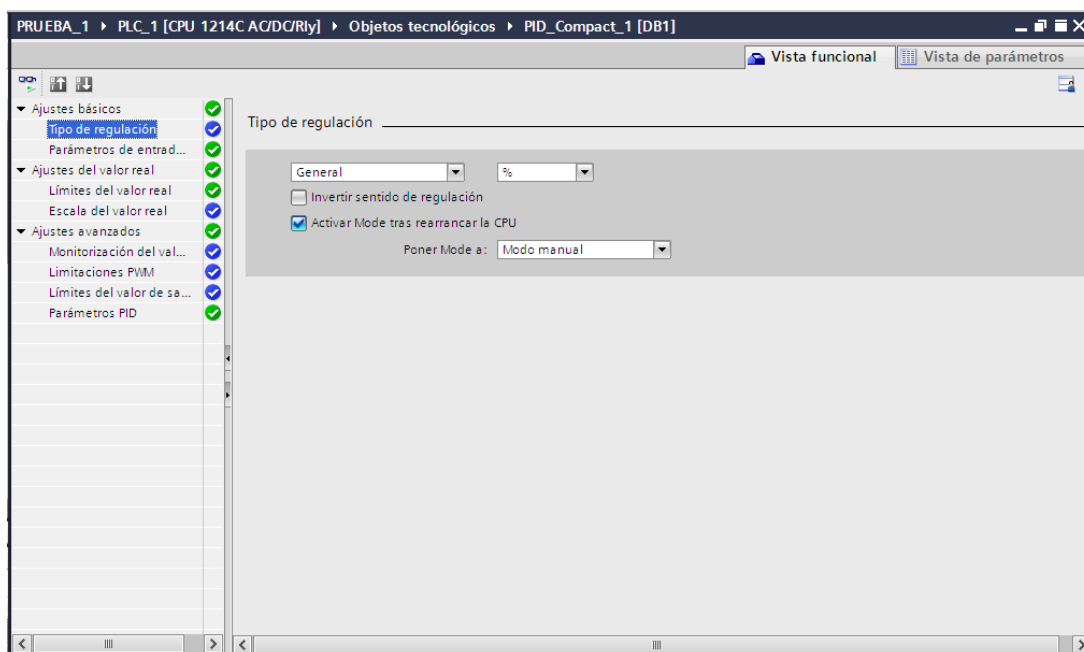 PRUEBA_1 ▸ PLC_1 [CPU 1214C AC/DC/Rly] ▸ Objetos tecnológicos ▸ PID_Compact_1 [DB1]
Vista funcional
Vista de parámetros
Ajustes básicos
Tipo de regulación
Parámetros de entrad...
Ajustes del valor real
Límites del valor real
Escala del valor real
Ajustes avanzados
Monitorización del val...
Limitaciones PWM
Límites del valor de sa...
Parámetros PID
Tipo de regulación
General
%
Invertir sentido de regulación
Activar Mode tras rearrancar la CPU
Poner Mode a: Modo manual